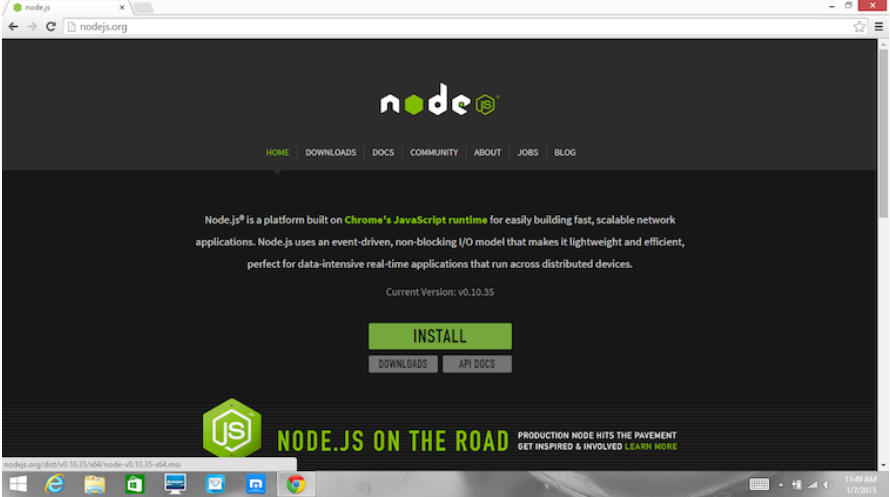 node.js
nodejs.org
node JS
HOME DOWNLOADS DOCS COMMUNITY ABOUT JOBS BLOG
Node.js® is a platform built on Chrome's JavaScript runtime for easily building fast, scalable network
applications. Node.js uses an event-driven, non-blocking I/O model that makes it lightweight and efficient,
perfect for data-intensive real-time applications that run across distributed devices.
Current Version: v0.10.35
INSTALL
DOWNLOADS API DOCS
JS NODE.JS ON THE ROAD
PRODUCTION NODE HITS THE PAVEMENT
GET INSPIRED & INVOLVED LEARN MORE
nodejs.org/dist/v0.10.35/x64/node-v0.10.35-x64.msi
11:49 AM
1/7/2015